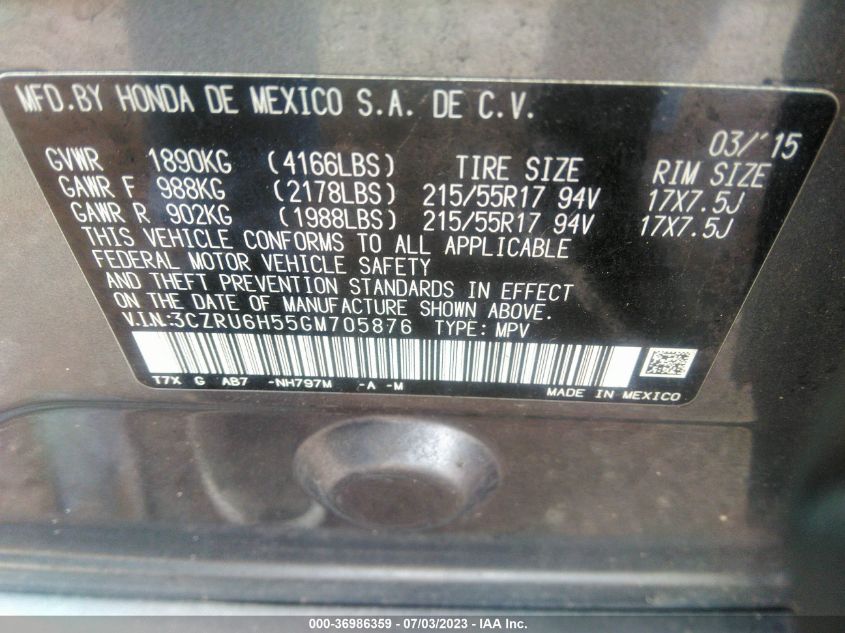 MFD.BY HONDA DE MEXICO S.A. DE C.V.
03/'15
GVWR 1890KG (4166LBS) TIRE SIZE RIM SIZE
GAWR F 988KG (2178LBS) 215/55R17 94V 17X7.5J
GAWR R 902KG (1988LBS) 215/55R17 94V 17X7.5J
THIS VEHICLE CONFORMS TO ALL APPLICABLE
FEDERAL MOTOR VEHICLE SAFETY
AND THEFT PREVENTION STANDARDS IN EFFECT
ON THE DATE OF MANUFACTURE SHOWN ABOVE.
V.I.N:3CZRU6H55GM705876 TYPE: MPV
T7X G AB7 -NH797M -A -M
MADE IN MEXICO
000-36986359 - 07/03/2023 - IAA Inc.